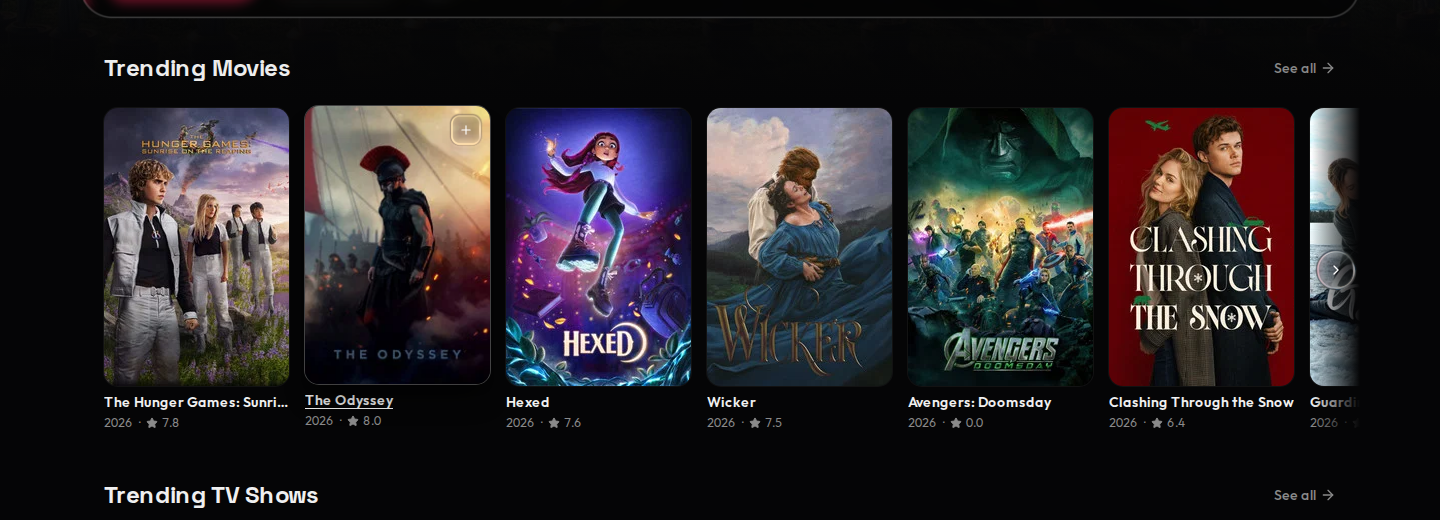 Trending Movies
See all →
THE
HUNGER GAMES
SUNRISE ON THE REAPING
+
THE ODYSSEY
HEXED
WICKER
AVENGERS
DOOMSDAY
CLASHING
THROUGH
THE SNOW
The Hunger Games: Sunri...
2026 · ★ 7.8
The Odyssey
2026 · ★ 8.0
Hexed
2026 · ★ 7.6
Wicker
2026 · ★ 7.5
Avengers: Doomsday
2026 · ★ 0.0
Clashing Through the Snow
2026 · ★ 6.4
Guardi
2026 ·
Trending TV Shows
See all →